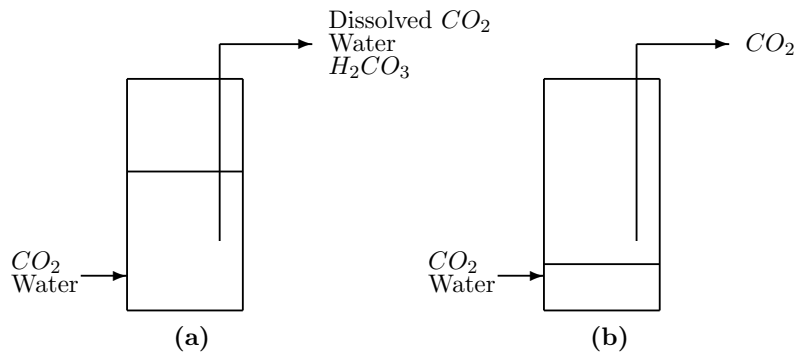 Dissolved CO₂
Water
H₂CO₃
CO₂
Water
(a)
CO₂
CO₂
Water
(b)